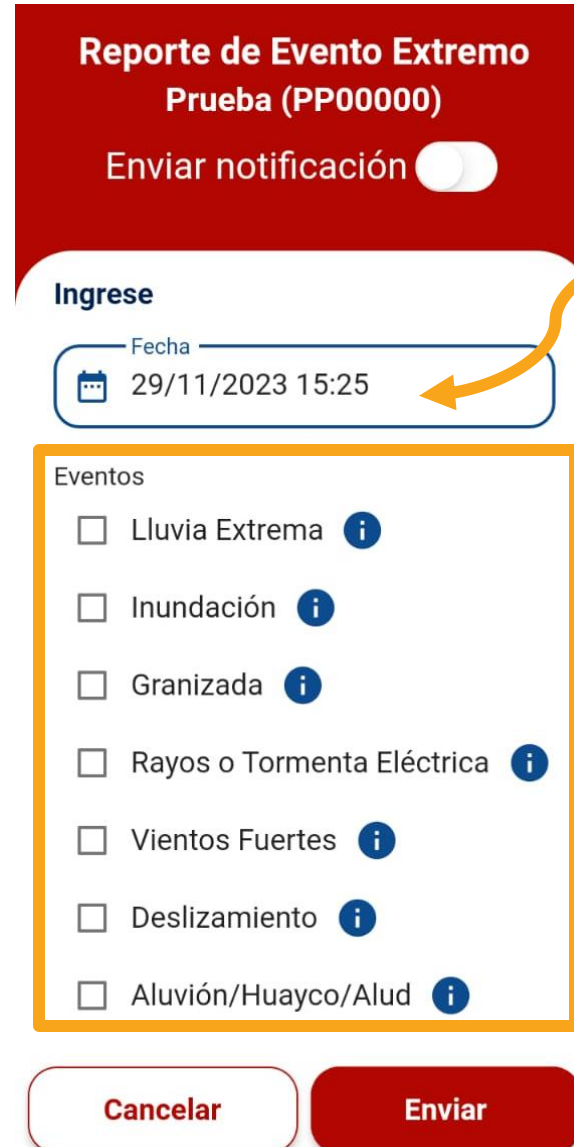 Reporte de Evento Extremo
Prueba (PP00000)
Enviar notificación
Ingrese
Fecha
29/11/2023 15:25
Eventos
Lluvia Extrema i
Inundación i
Granizada i
Rayos o Tormenta Eléctrica i
Vientos Fuertes i
Deslizamiento i
Aluvión/Huayco/Alud i
Cancelar Enviar